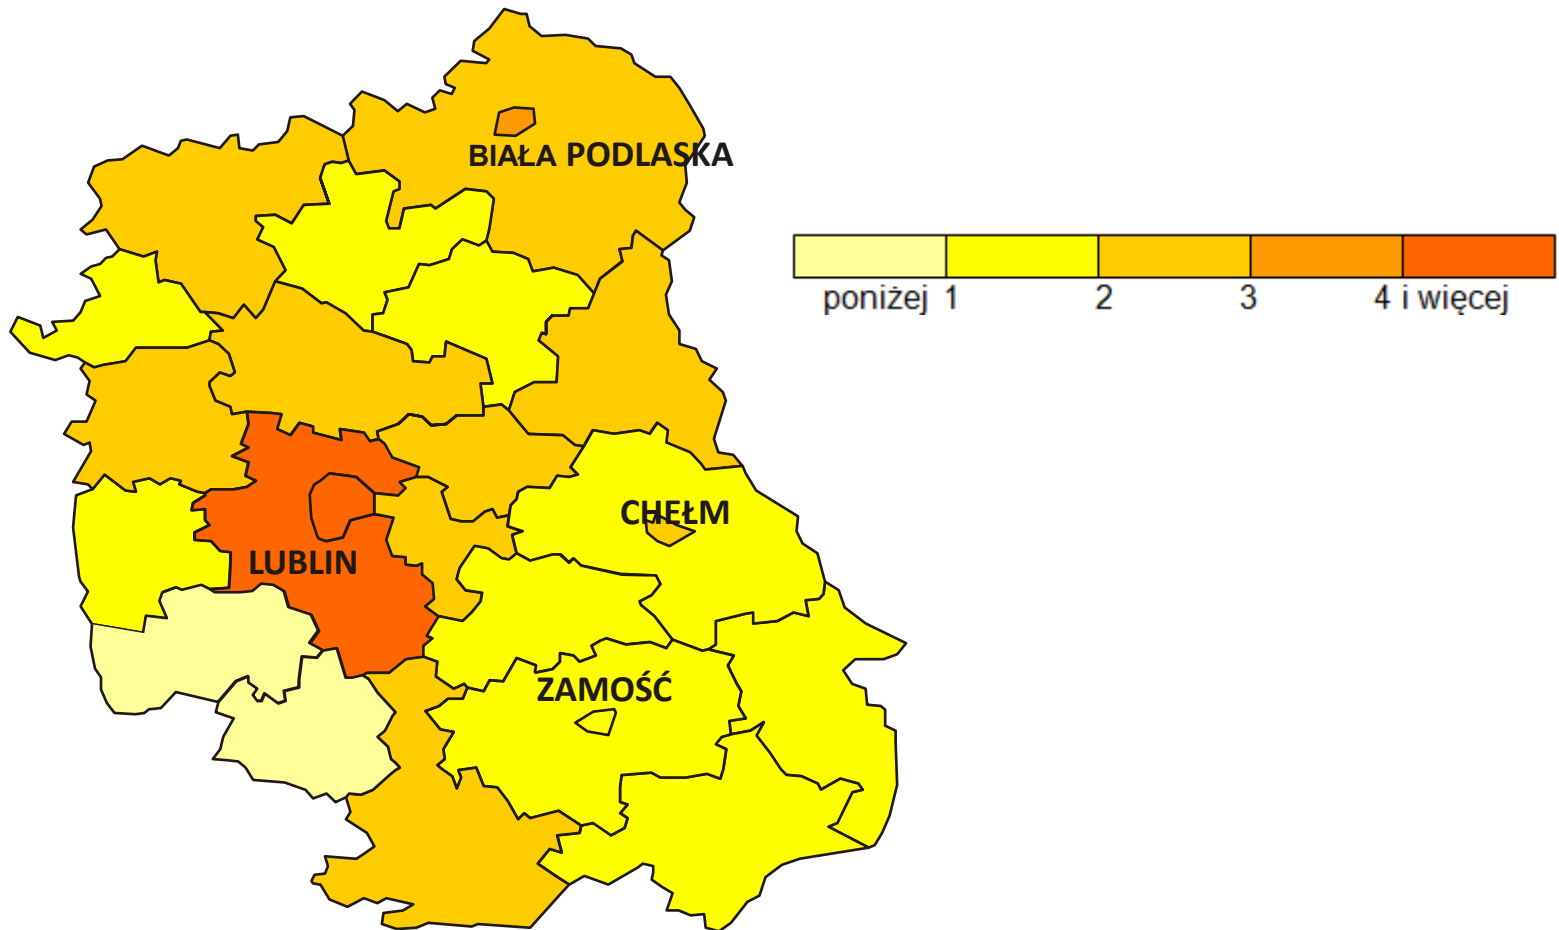 BIAŁA PODLASKA
poniżej 1 2 3 4 i więcej
CHEŁM
LUBLIN
ZAMOŚĆ